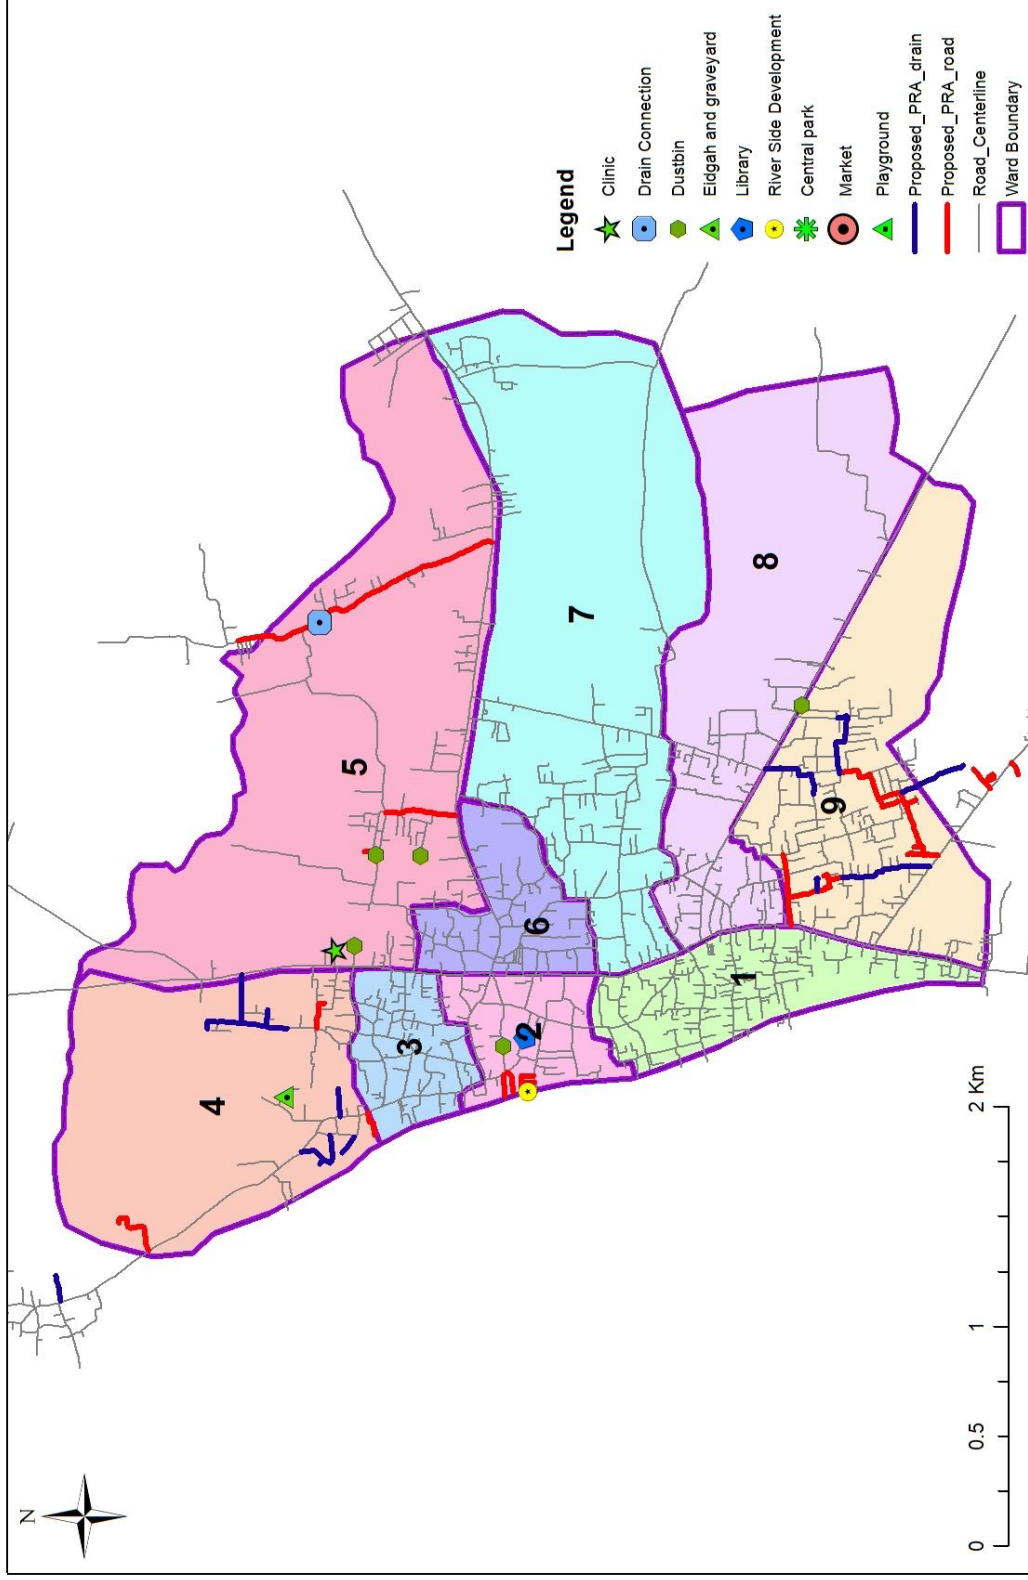 N
4
5
3
2
6
7
1
8
9
Legend
Clinic
Drain Connection
Dustbin
Eidgah and graveyard
Library
River Side Development
Central park
Market
Playground
Proposed_PRA_drain
Proposed_PRA_road
Road_Centerline
Ward Boundary
0 0.5 1 2 Km